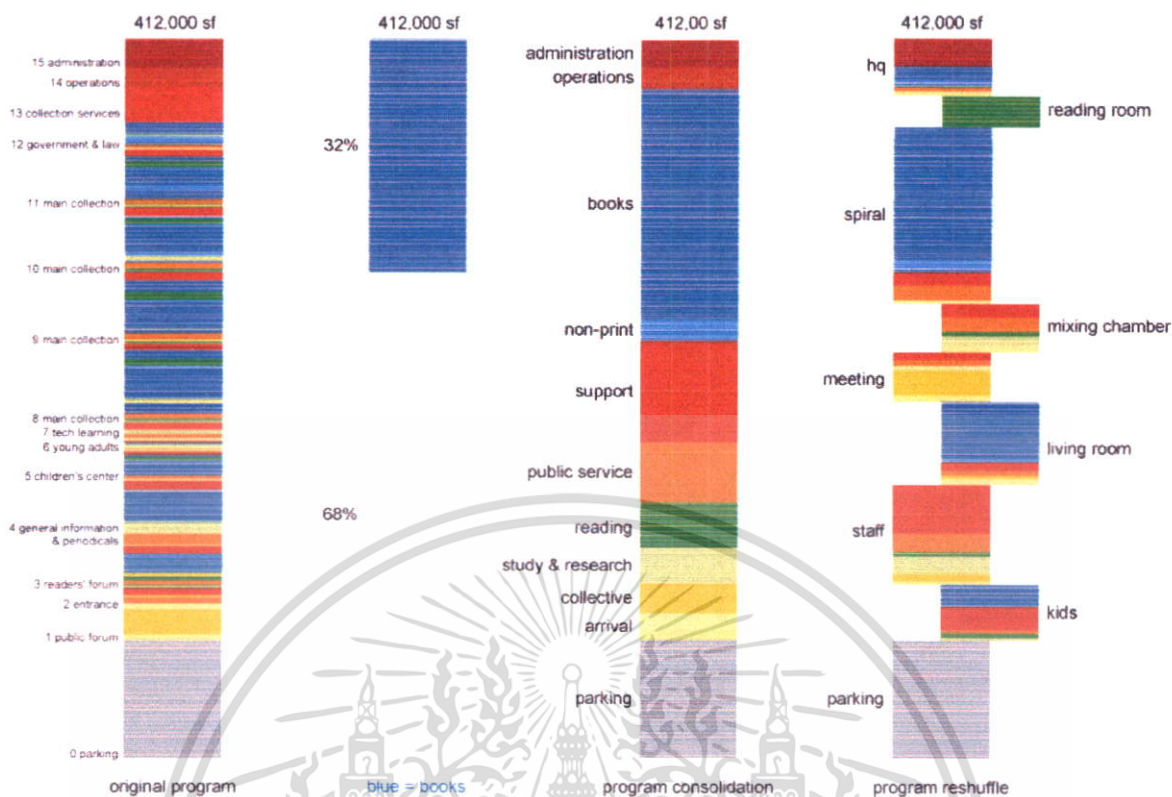 412,000 sf
15 administration
14 operations
13 collection services
12 government & law
11 main collection
10 main collection
9 main collection
8 main collection
7 tech learning
6 young adults
5 children's center
4 general information
& periodicals
3 readers' forum
2 entrance
1 public forum
0 parking
original program
412,000 sf
32%
68%
blue = books
412,00 sf
administration
operations
books
non-print
support
public service
reading
study & research
collective
arrival
parking
program consolidation
412,000 sf
hq
reading room
spiral
mixing chamber
meeting
living room
staff
kids
parking
program reshuffle